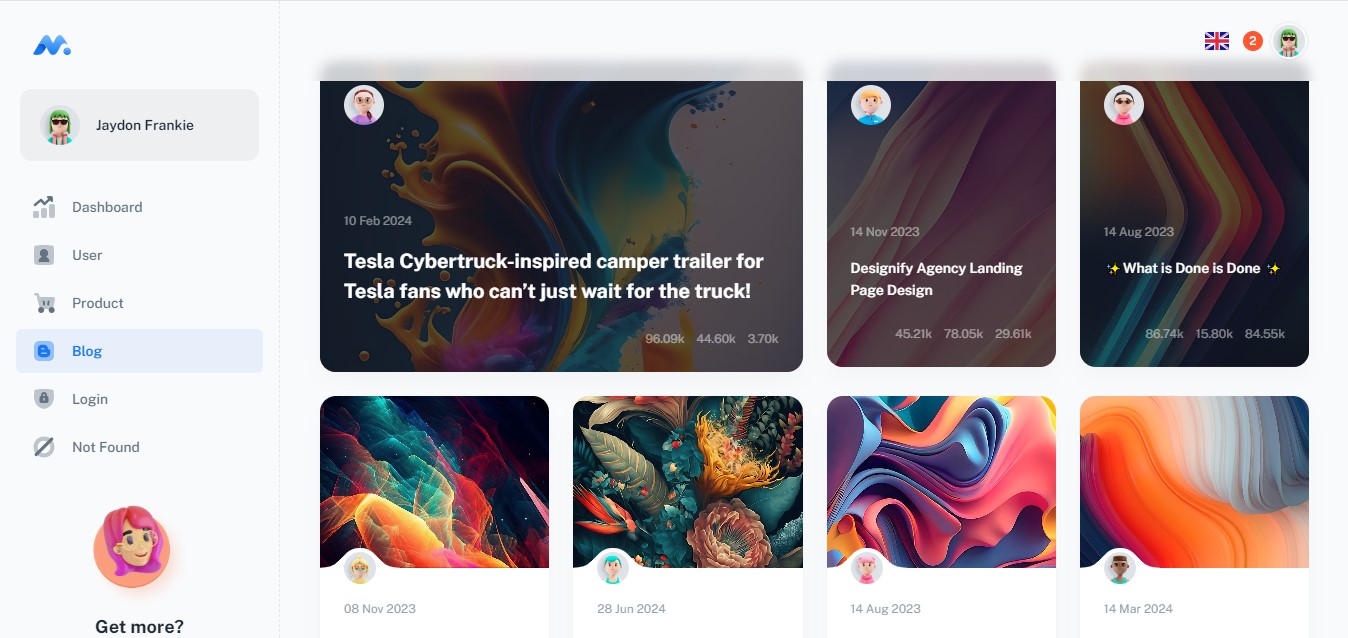 2
Jaydon Frankie
Dashboard
User
Product
Blog
Login
Not Found
Get more?
10 Feb 2024
Tesla Cybertruck-inspired camper trailer for
Tesla fans who can’t just wait for the truck!
96.09k 44.60k 3.70k
14 Nov 2023
Designify Agency Landing
Page Design
45.21k 78.05k 29.61k
14 Aug 2023
✨What is Done is Done ✨
86.74k 15.80k 84.55k
08 Nov 2023
28 Jun 2024
14 Aug 2023
14 Mar 2024